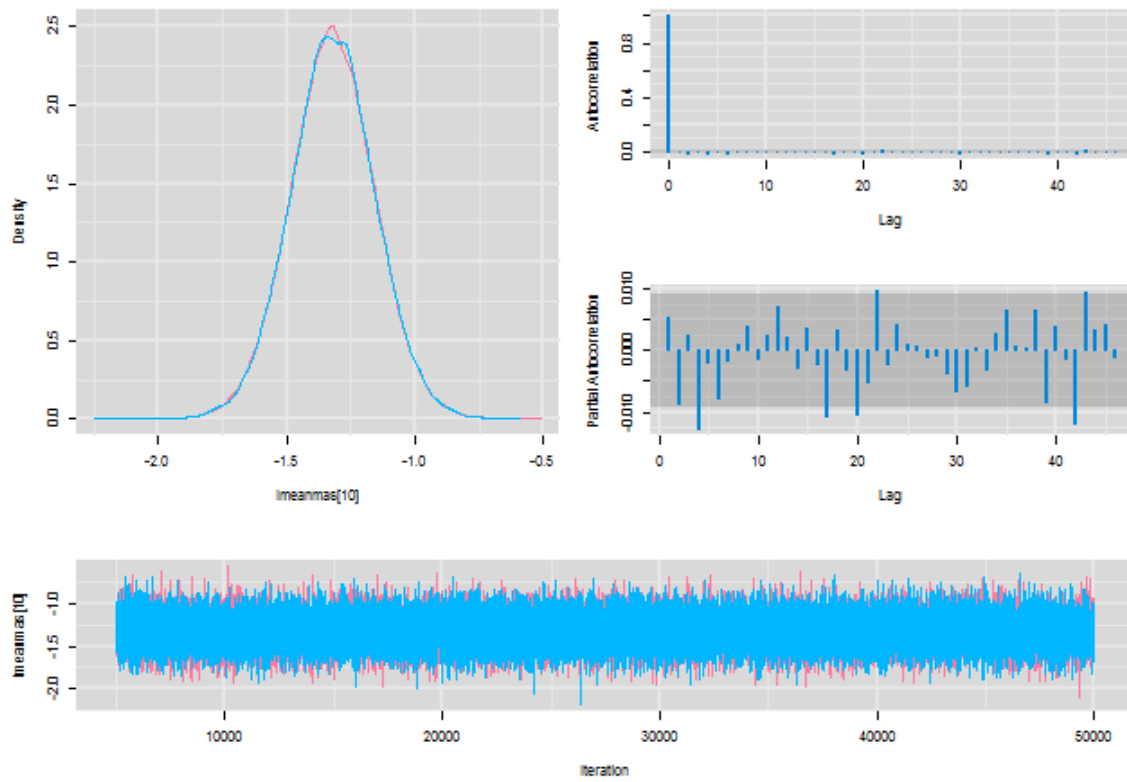 2.5
2.0
1.5
1.0
0.5
0.0
Density
-2.0 -1.5 -1.0 -0.5
lmeanmas[10]
0.8
0.4
0.0
Autocorrelation
0 10 20 30 40
Lag
0.010
0.000
-0.010
Partial Autocorrelation
0 10 20 30 40
Lag
-1.0
-1.5
-2.0
lmeanmas[10]
10000 20000 30000 40000 50000
Iteration